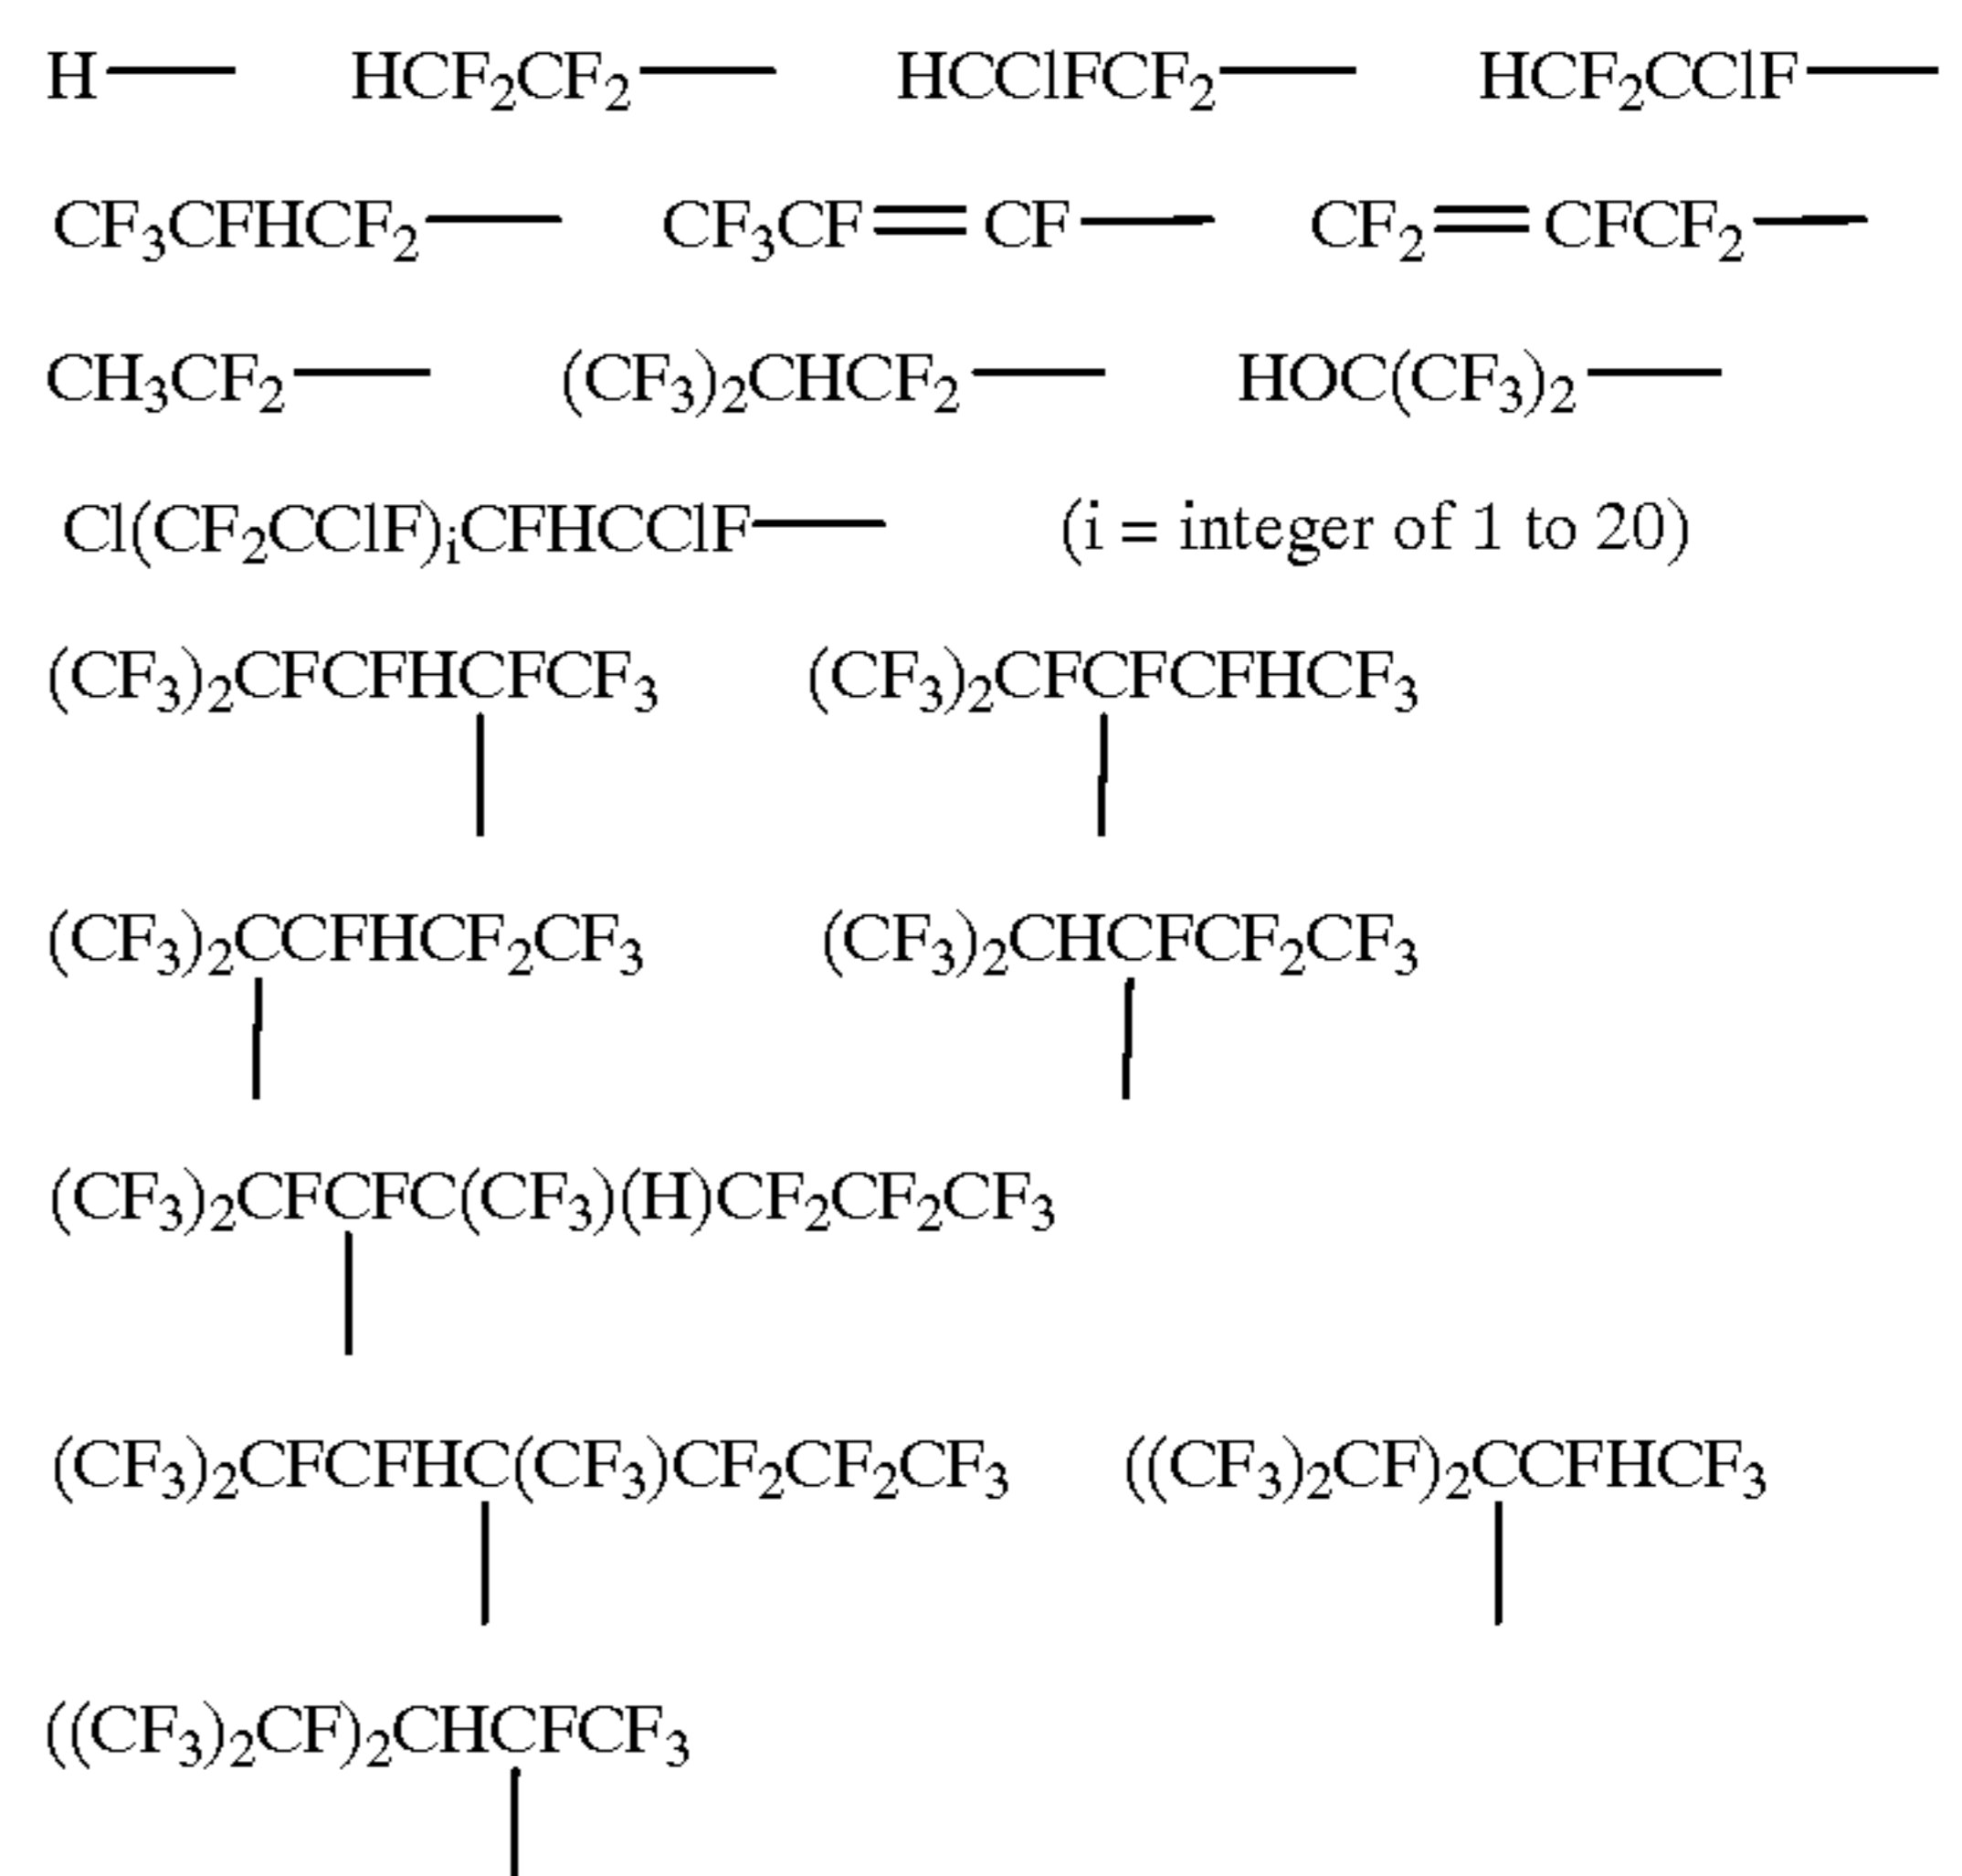 H— HCF₂CF₂— HCClFCF₂— HCF₂CClF—
CF₃CFHCF₂— CF₃CF=CF— CF₂=CFCF₂—
CH₃CF₂— (CF₃)₂CHCF₂— HOC(CF₃)₂—
Cl(CF₂CClF)ᵢCFHCClF— (i = integer of 1 to 20)
(CF₃)₂CFCFHCFCF₃ (CF₃)₂CFCFCFHCF₃
(CF₃)₂CCFHCF₂CF₃ (CF₃)₂CHCFCF₂CF₃
(CF₃)₂CFCFC(CF₃)(H)CF₂CF₂CF₃
(CF₃)₂CFCFHC(CF₃)CF₂CF₂CF₃ ((CF₃)₂CF)₂CCFHCF₃
((CF₃)₂CF)₂CHCFCF₃